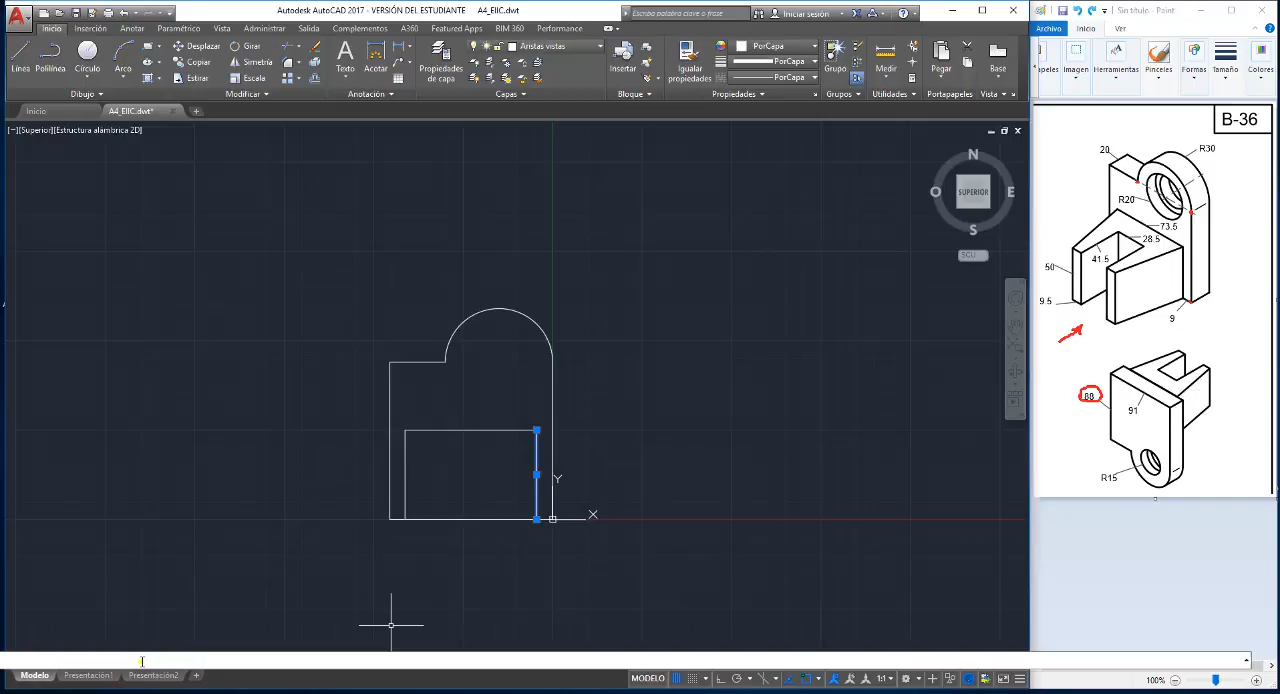 Autodesk AutoCAD 2017 - VERSIÓN DEL ESTUDIANTE A4_EIIC.dwt
Escriba palabra clave o frase
Iniciar sesión
Sin título - Paint
Inicio Inserción Anotar Paramétrico Vista Administrar Salida Complementos A360 Featured Apps BIM 360 Performance
Archivo Inicio Ver
Línea Polilínea Círculo Arco
Desplazar Girar
Copiar Simetría
Estirar Escala
Texto Acotar
Propiedades de capa
Aristas vistas
Insertar
Igualar propiedades
PorCapa
PorCapa
PorCapa
Grupo
Medir
Pegar
Base
Dibujo Modificar Anotación Capas Bloque Propiedades Grupos Utilidades Portapapeles Vista
apeles Imagen Herramientas Pinceles Formas Tamaño Colores
Inicio A4_EIIC.dwt*
[−][Superior][Estructura alámbrica 2D]
N
O SUPERIOR E
S
SCU
Y
X
B-36
20
R30
R20
73.5
28.5
41.5
50
9.5
9
88
91
R15
Modelo Presentación1 Presentación2
MODELO
1:1
100%